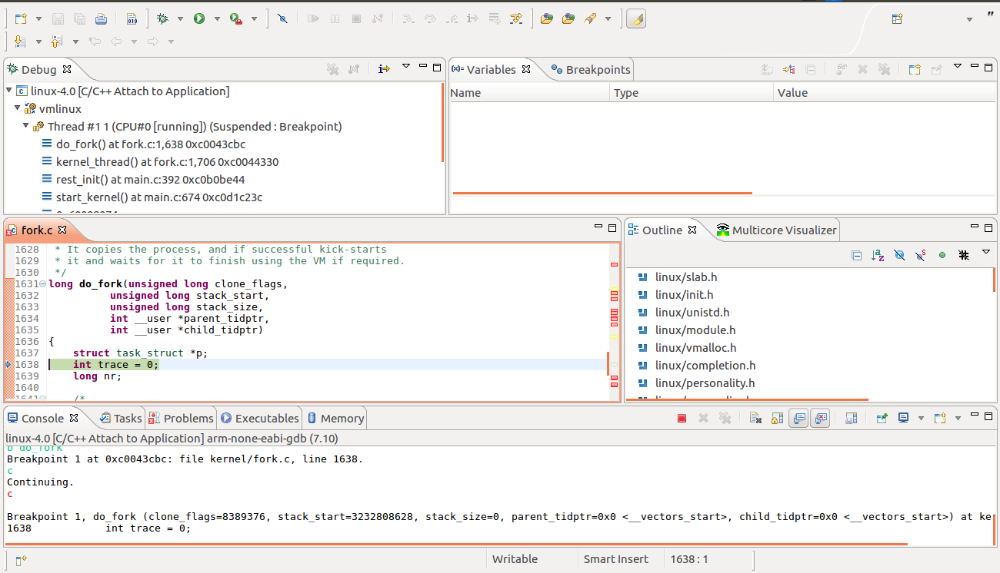 Debug
linux-4.0 [C/C++ Attach to Application]
vmlinux
Thread #1 1 (CPU#0 [running]) (Suspended : Breakpoint)
do_fork() at fork.c:1,638 0xc0043cbc
kernel_thread() at fork.c:1,706 0xc0044330
rest_init() at main.c:392 0xc0b0be44
start_kernel() at main.c:674 0xc0d1c23c
(x)= Variables
Breakpoints
Name Type Value
fork.c
1628 * It copies the process, and if successful kick-starts
1629 * it and waits for it to finish using the VM if required.
1630 */
1631 long do_fork(unsigned long clone_flags,
1632 unsigned long stack_start,
1633 unsigned long stack_size,
1634 int __user *parent_tidptr,
1635 int __user *child_tidptr)
1636 {
1637 struct task_struct *p;
1638 int trace = 0;
1639 long nr;
1640
1641 /*
Outline
Multicore Visualizer
linux/slab.h
linux/init.h
linux/unistd.h
linux/module.h
linux/vmalloc.h
linux/completion.h
linux/personality.h
Console Tasks Problems Executables Memory
linux-4.0 [C/C++ Attach to Application] arm-none-eabi-gdb (7.10)
b do_fork
Breakpoint 1 at 0xc0043cbc: file kernel/fork.c, line 1638.
c
Continuing.
c
Breakpoint 1, do_fork (clone_flags=8389376, stack_start=3232808628, stack_size=0, parent_tidptr=0x0 <__vectors_start>, child_tidptr=0x0 <__vectors_start>) at ke
1638 int trace = 0;
Writable Smart Insert 1638 : 1